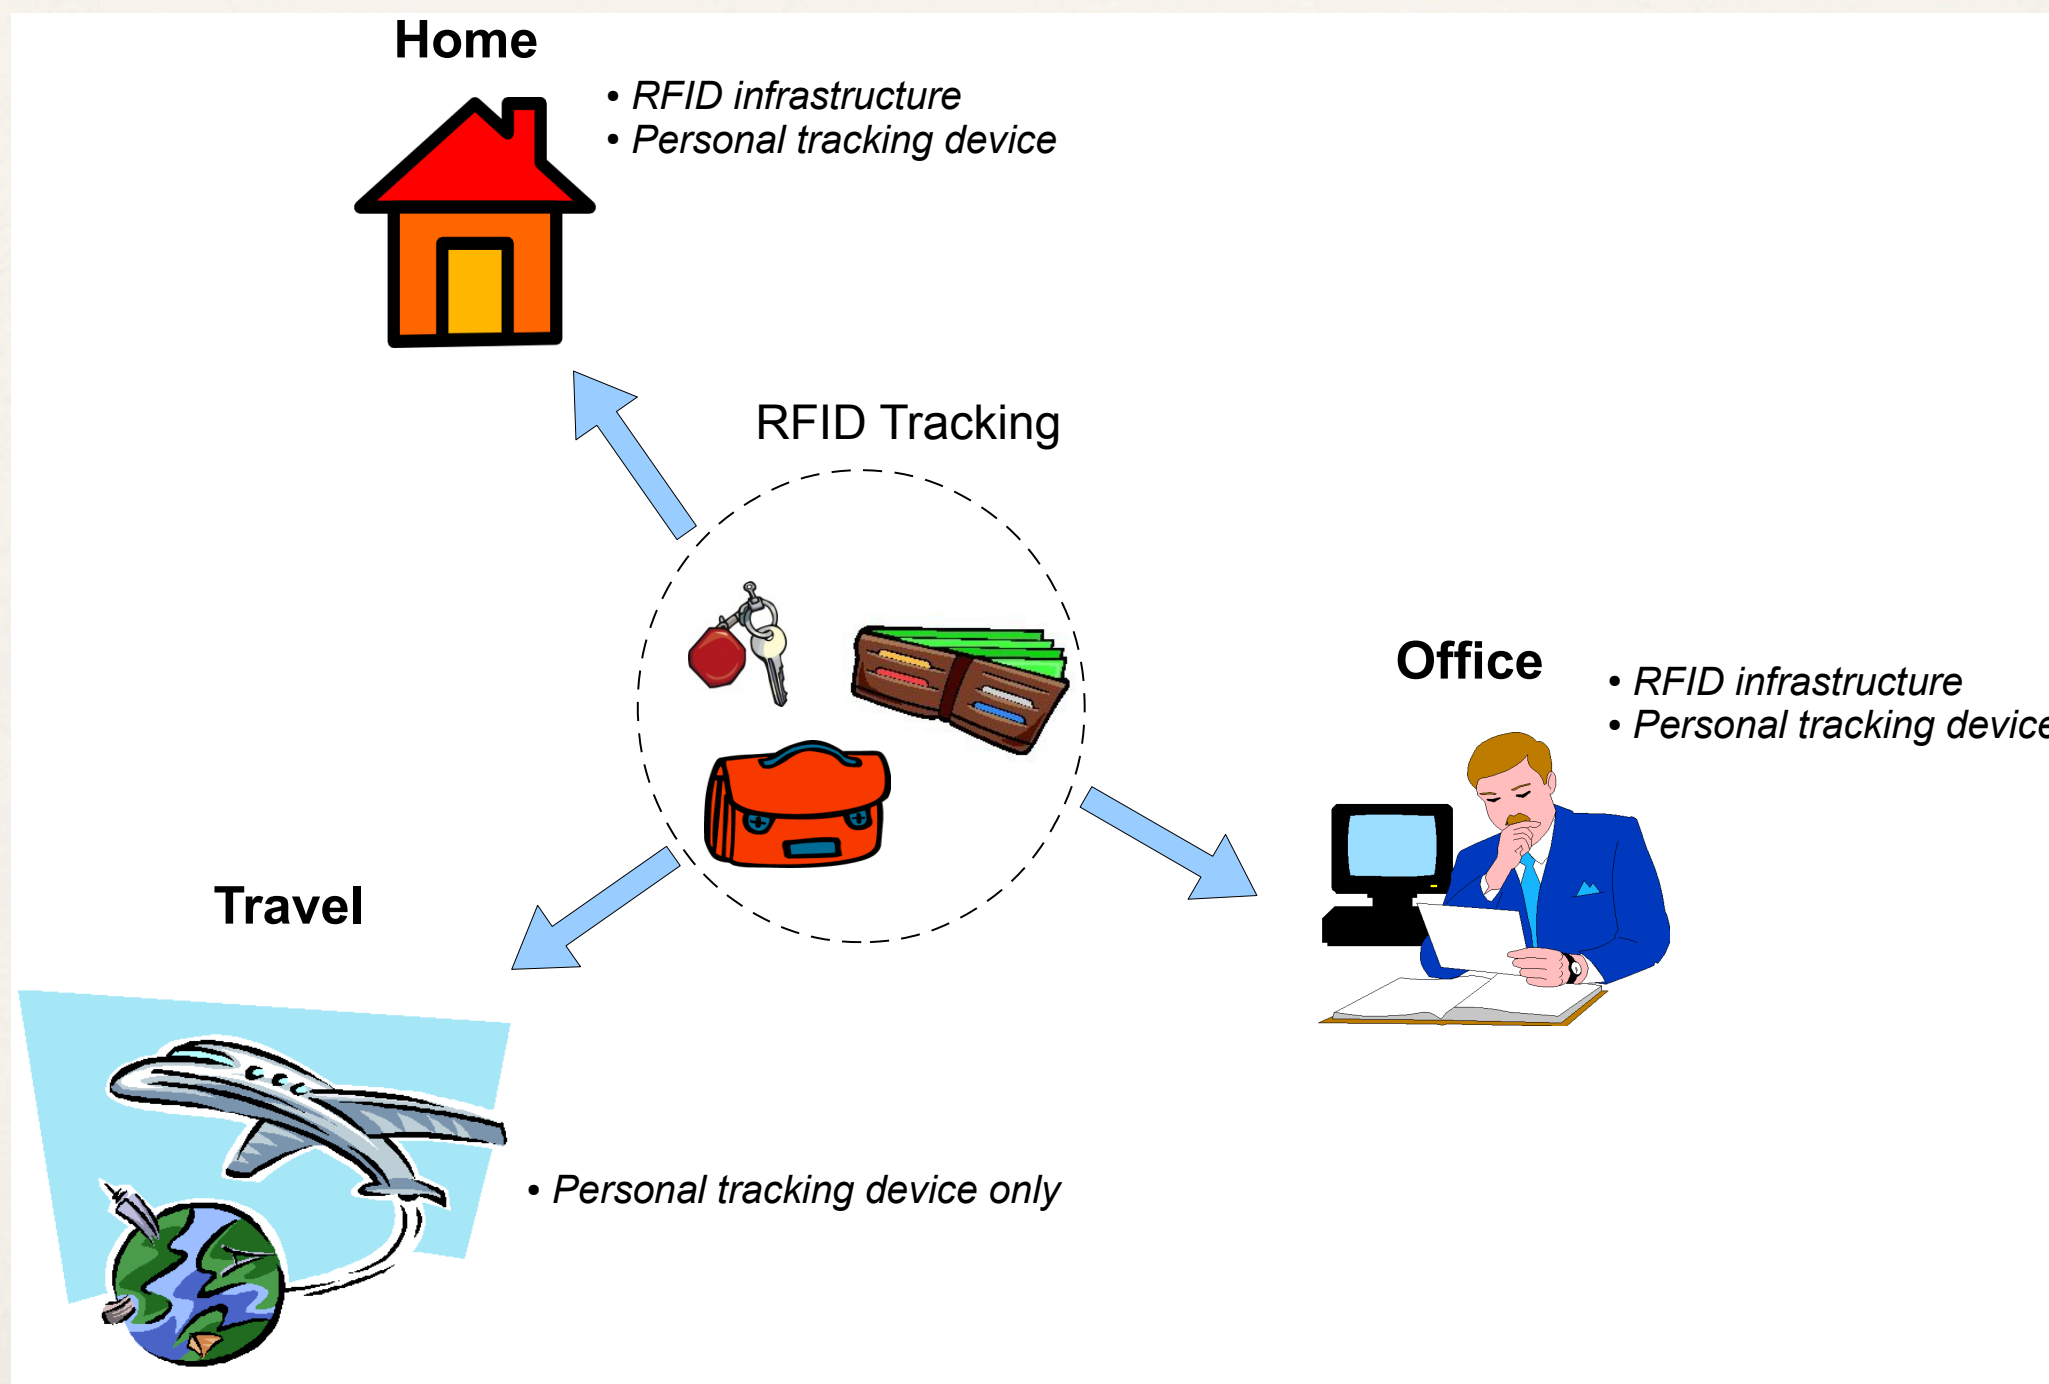 Home
• RFID infrastructure
• Personal tracking device
RFID Tracking
Office
• RFID infrastructure
• Personal tracking device
Travel
• Personal tracking device only